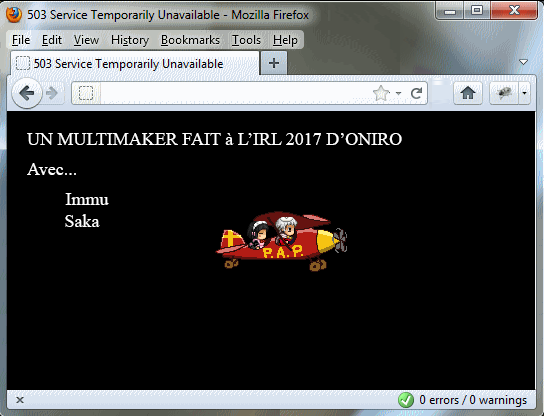 503 Service Temporarily Unavailable - Mozilla Firefox
File Edit View History Bookmarks Tools Help
503 Service Temporarily Unavailable
UN MULTIMAKER FAIT à L’IRL 2017 D’ONIRO
Avec...
Immu
Saka
P.A.P.
0 errors / 0 warnings